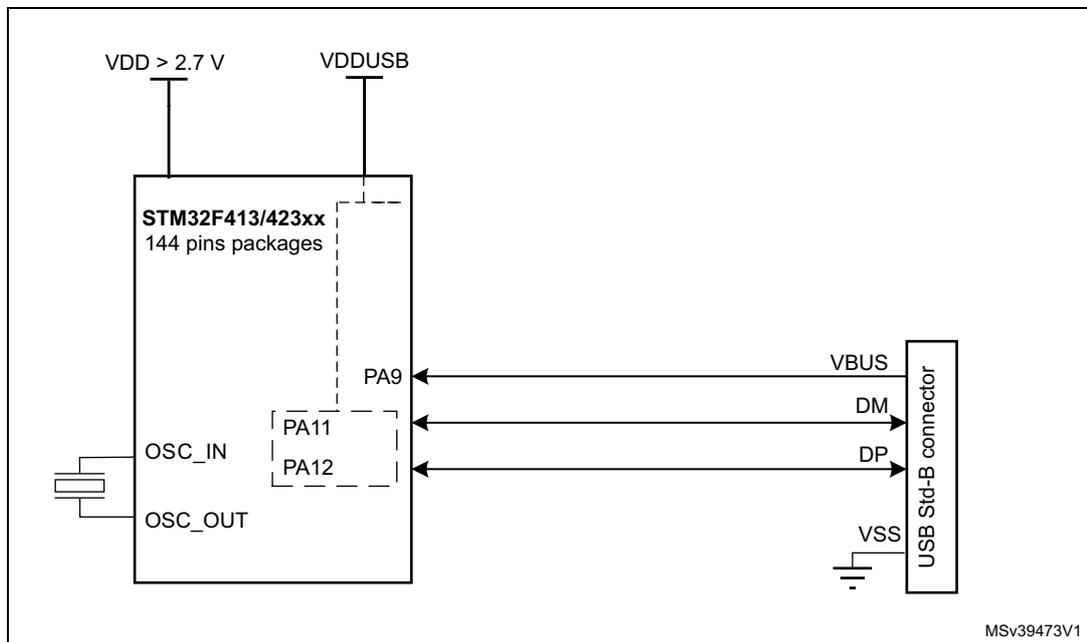 VDD > 2.7 V
VDDUSB
STM32F413/423xx
144 pins packages
PA9
VBUS
PA11
DM
PA12
DP
OSC_IN
OSC_OUT
VSS
USB Std-B connector
MSv39473V1